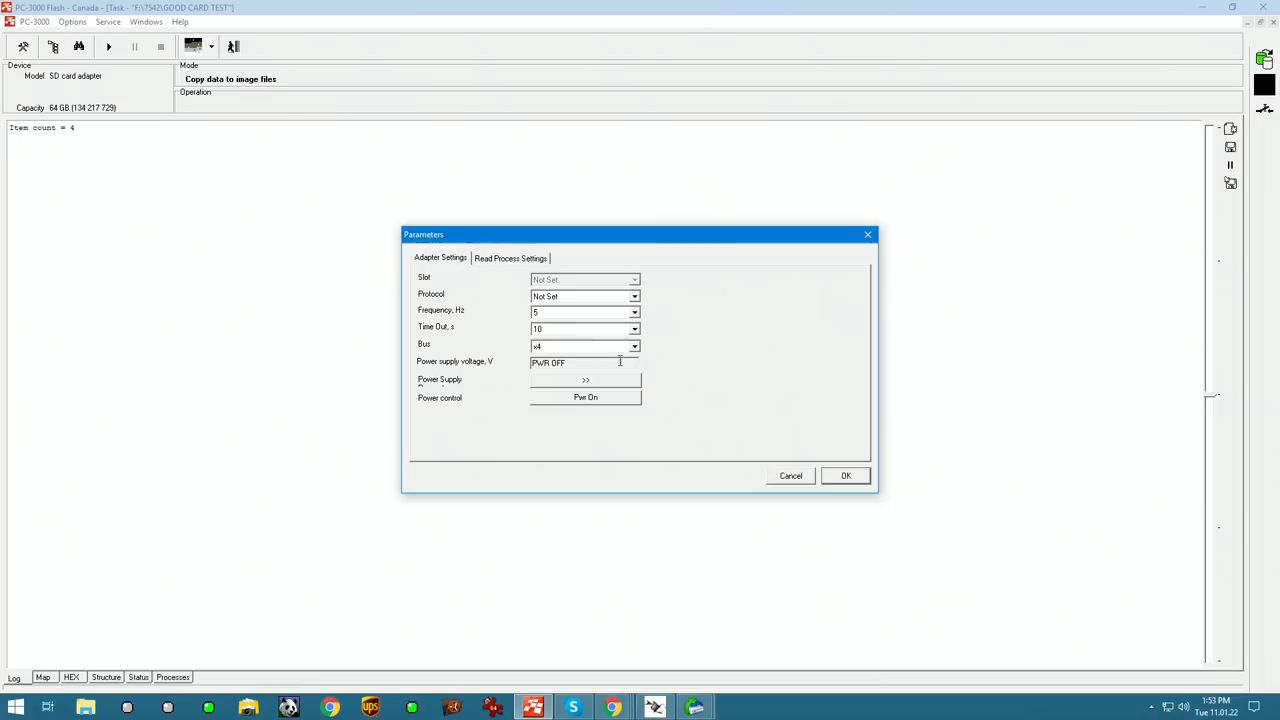 PC-3000 Flash - Canada - [Task - "F:\7542\GOOD CARD TEST"]
PC-3000 Options Service Windows Help
Device
Model SD card adapter
Capacity 64 GB (134 217 729)
Mode
Copy data to image files
Operation
Item count = 4
Parameters
Adapter Settings Read Process Settings
Slot Not Set
Protocol Not Set
Frequency, Hz 5
Time Out, s 10
Bus x4
Power supply voltage, V PWR OFF
Power Supply >>
Power control Pwr On
Cancel OK
Log Map HEX Structure Status Processes
ups
1:53 PM
Tue 11.01.22